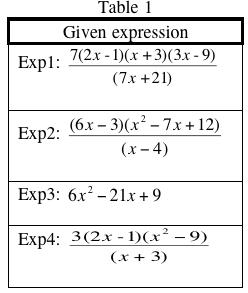 Table 1
Given expression
Exp1: 7(2x-1)(x+3)(3x-9)
(7x+21)
Exp2: (6x-3)(x²-7x+12)
(x-4)
Exp3: 6x²-21x+9
Exp4: 3(2x-1)(x²-9)
(x+3)